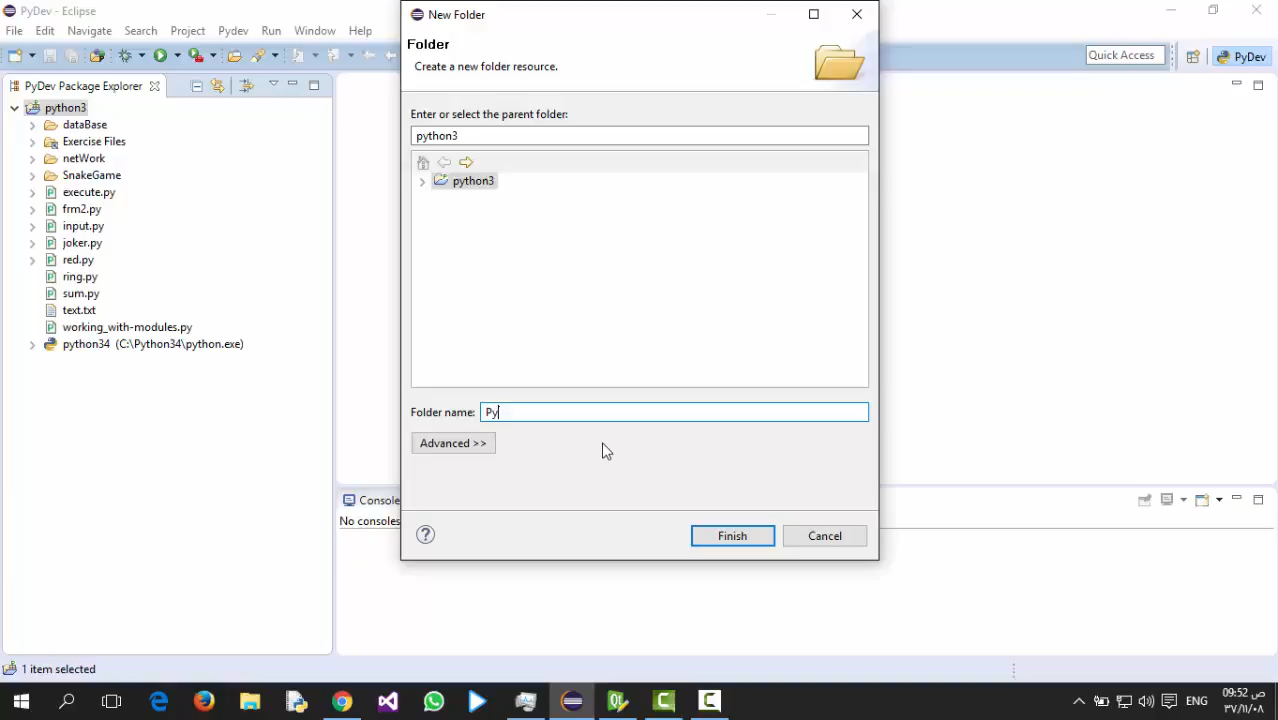 PyDev - Eclipse
File Edit Navigate Search Project Pydev Run Window Help
Quick Access
PyDev
PyDev Package Explorer
python3
dataBase
Exercise Files
netWork
SnakeGame
execute.py
frm2.py
input.py
joker.py
red.py
ring.py
sum.py
text.txt
working_with-modules.py
python34 (C:\Python34\python.exe)
New Folder
Folder
Create a new folder resource.
Enter or select the parent folder:
python3
python3
Folder name: Py
Advanced >>
Finish Cancel
Console
No consoles
1 item selected
ENG
09:52 ص
٣٧/١١/٠٨